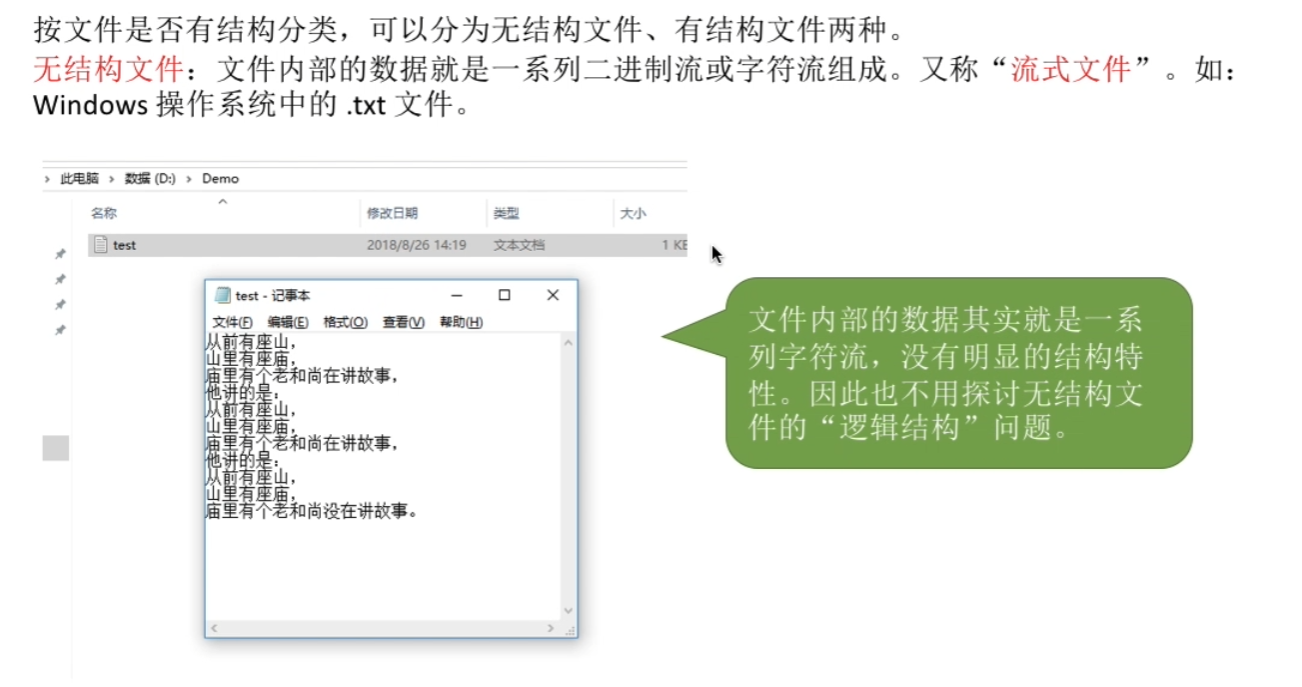 按文件是否有结构分类，可以分为无结构文件、有结构文件两种。
无结构文件：文件内部的数据就是一系列二进制流或字符流组成。又称“流式文件”。如：
Windows 操作系统中的 .txt 文件。
› 此电脑 › 数据 (D:) › Demo
名称 修改日期 类型 大小
test 2018/8/26 14:19 文本文档 1 KB
test - 记事本
文件(F) 编辑(E) 格式(O) 查看(V) 帮助(H)
从前有座山，
山里有座庙，
庙里有个老和尚在讲故事，
他讲的是：
从前有座山，
山里有座庙，
庙里有个老和尚在讲故事，
他讲的是：
从前有座山，
山里有座庙，
庙里有个老和尚没在讲故事。
文件内部的数据其实就是一系
列字符流，没有明显的结构特
性。因此也不用探讨无结构文
件的“逻辑结构”问题。